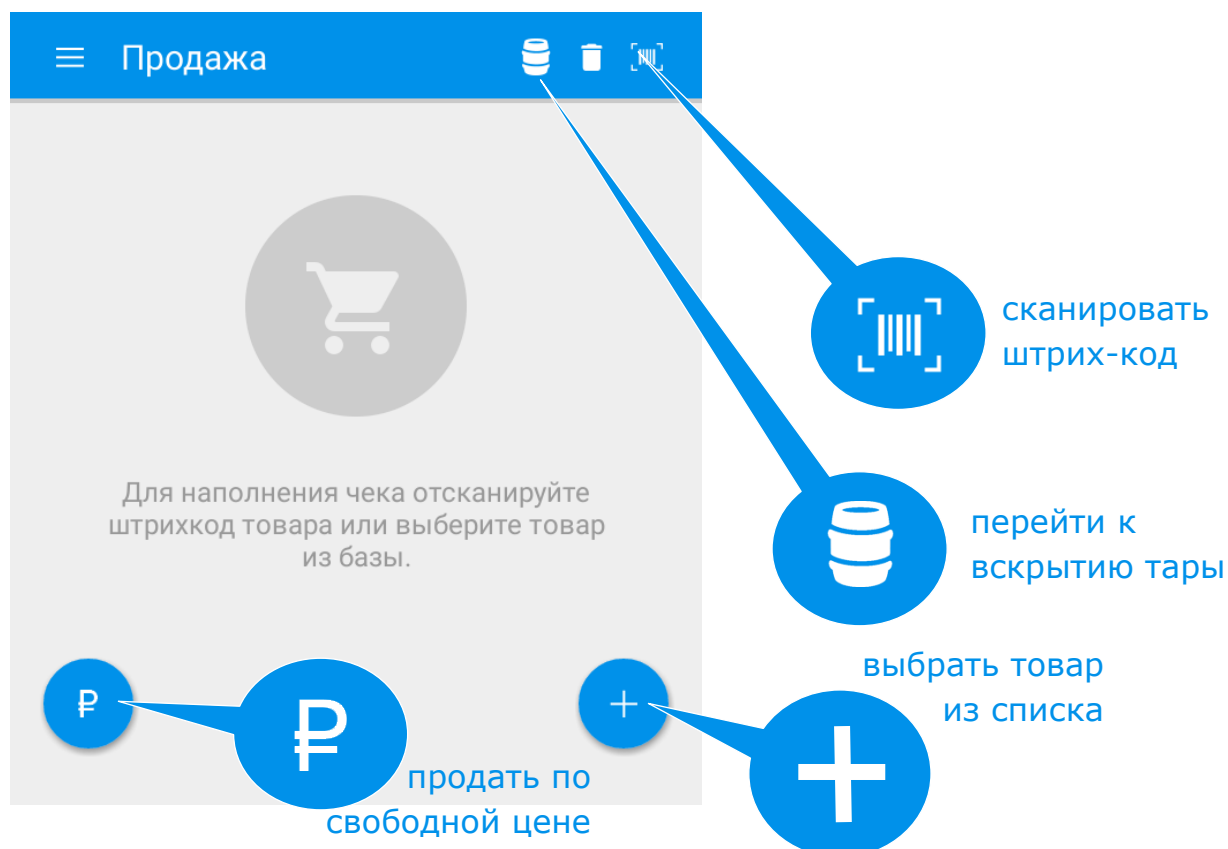 Продажа
сканировать
штрих-код
Для наполнения чека отсканируйте
штрихкод товара или выберите товар
из базы.
перейти к
вскрытию тары
выбрать товар
из списка
₽
₽
продать по
свободной цене